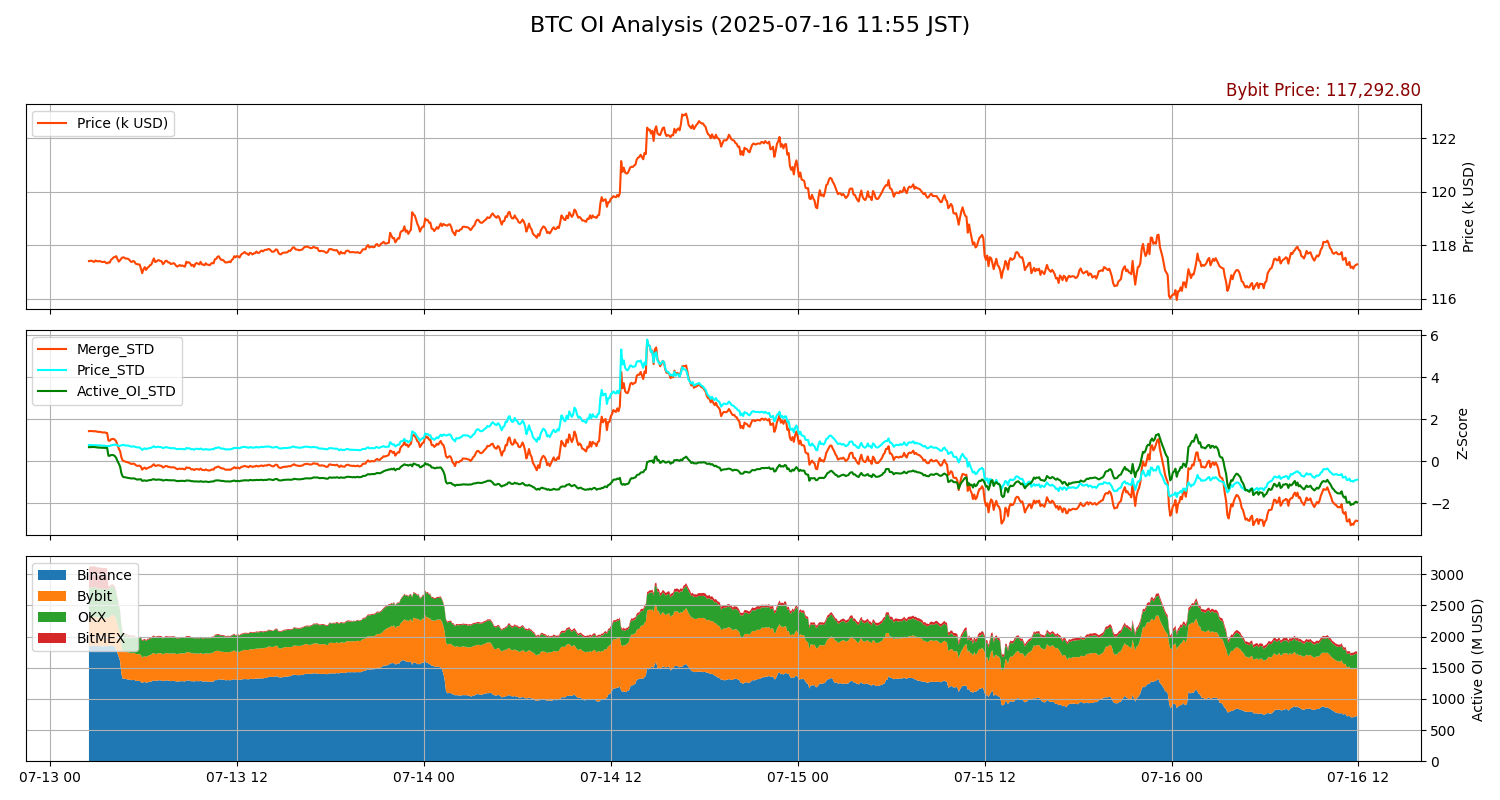 BTC OI Analysis (2025-07-16 11:55 JST)
Bybit Price: 117,292.80
Price (k USD)
122
120
118
116
Price (k USD)
Merge_STD
Price_STD
Active_OI_STD
6
4
2
0
−2
Z-Score
Binance
Bybit
OKX
BitMEX
3000
2500
2000
1500
1000
500
0
Active OI (M USD)
07-13 00
07-13 12
07-14 00
07-14 12
07-15 00
07-15 12
07-16 00
07-16 12